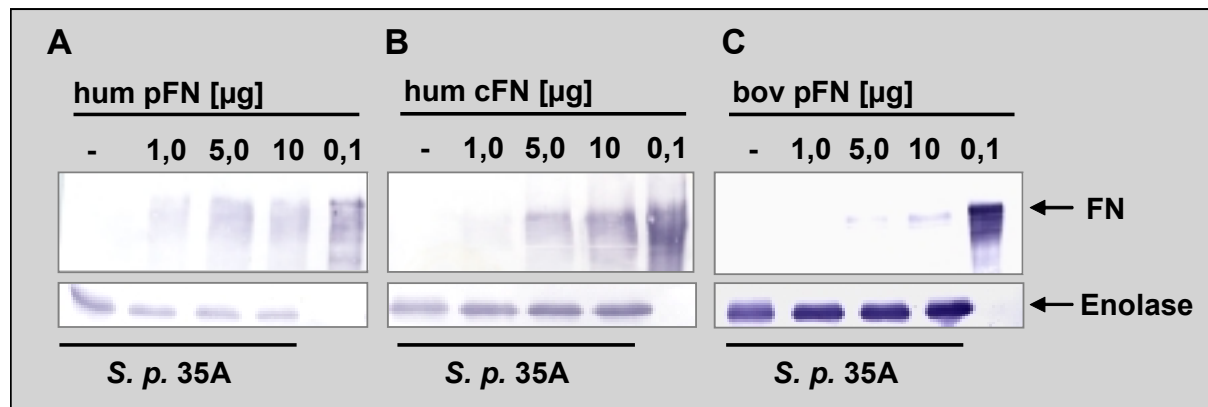 A B C
hum pFN [µg] hum cFN [µg] bov pFN [µg]
- 1,0 5,0 10 0,1 - 1,0 5,0 10 0,1 - 1,0 5,0 10 0,1
FN
Enolase
S. p. 35A S. p. 35A S. p. 35A